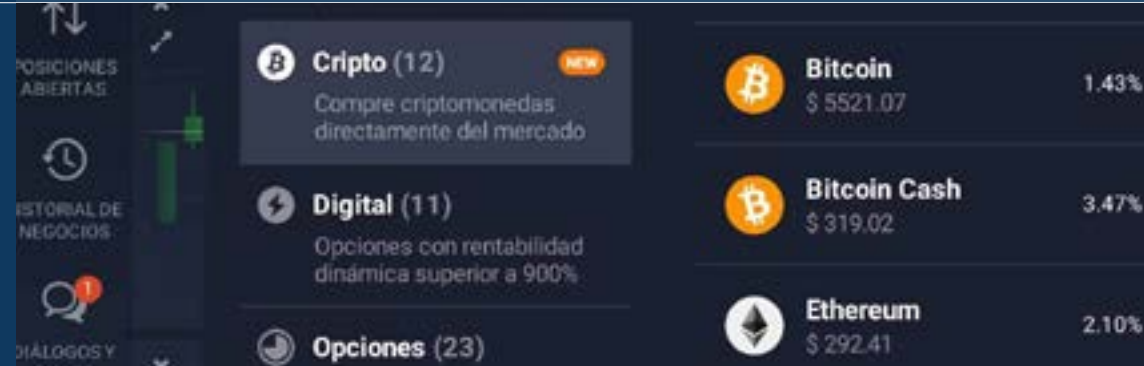 POSICIONES
ABIERTAS
HISTORIAL DE
NEGOCIOS
1
DIÁLOGOS Y
Cripto (12)
NEW
Compre criptomonedas
directamente del mercado
Digital (11)
Opciones con rentabilidad
dinámica superior a 900%
Opciones (23)
Bitcoin
$ 5521.07
1.43%
Bitcoin Cash
$ 319.02
3.47%
Ethereum
$ 292.41
2.10%